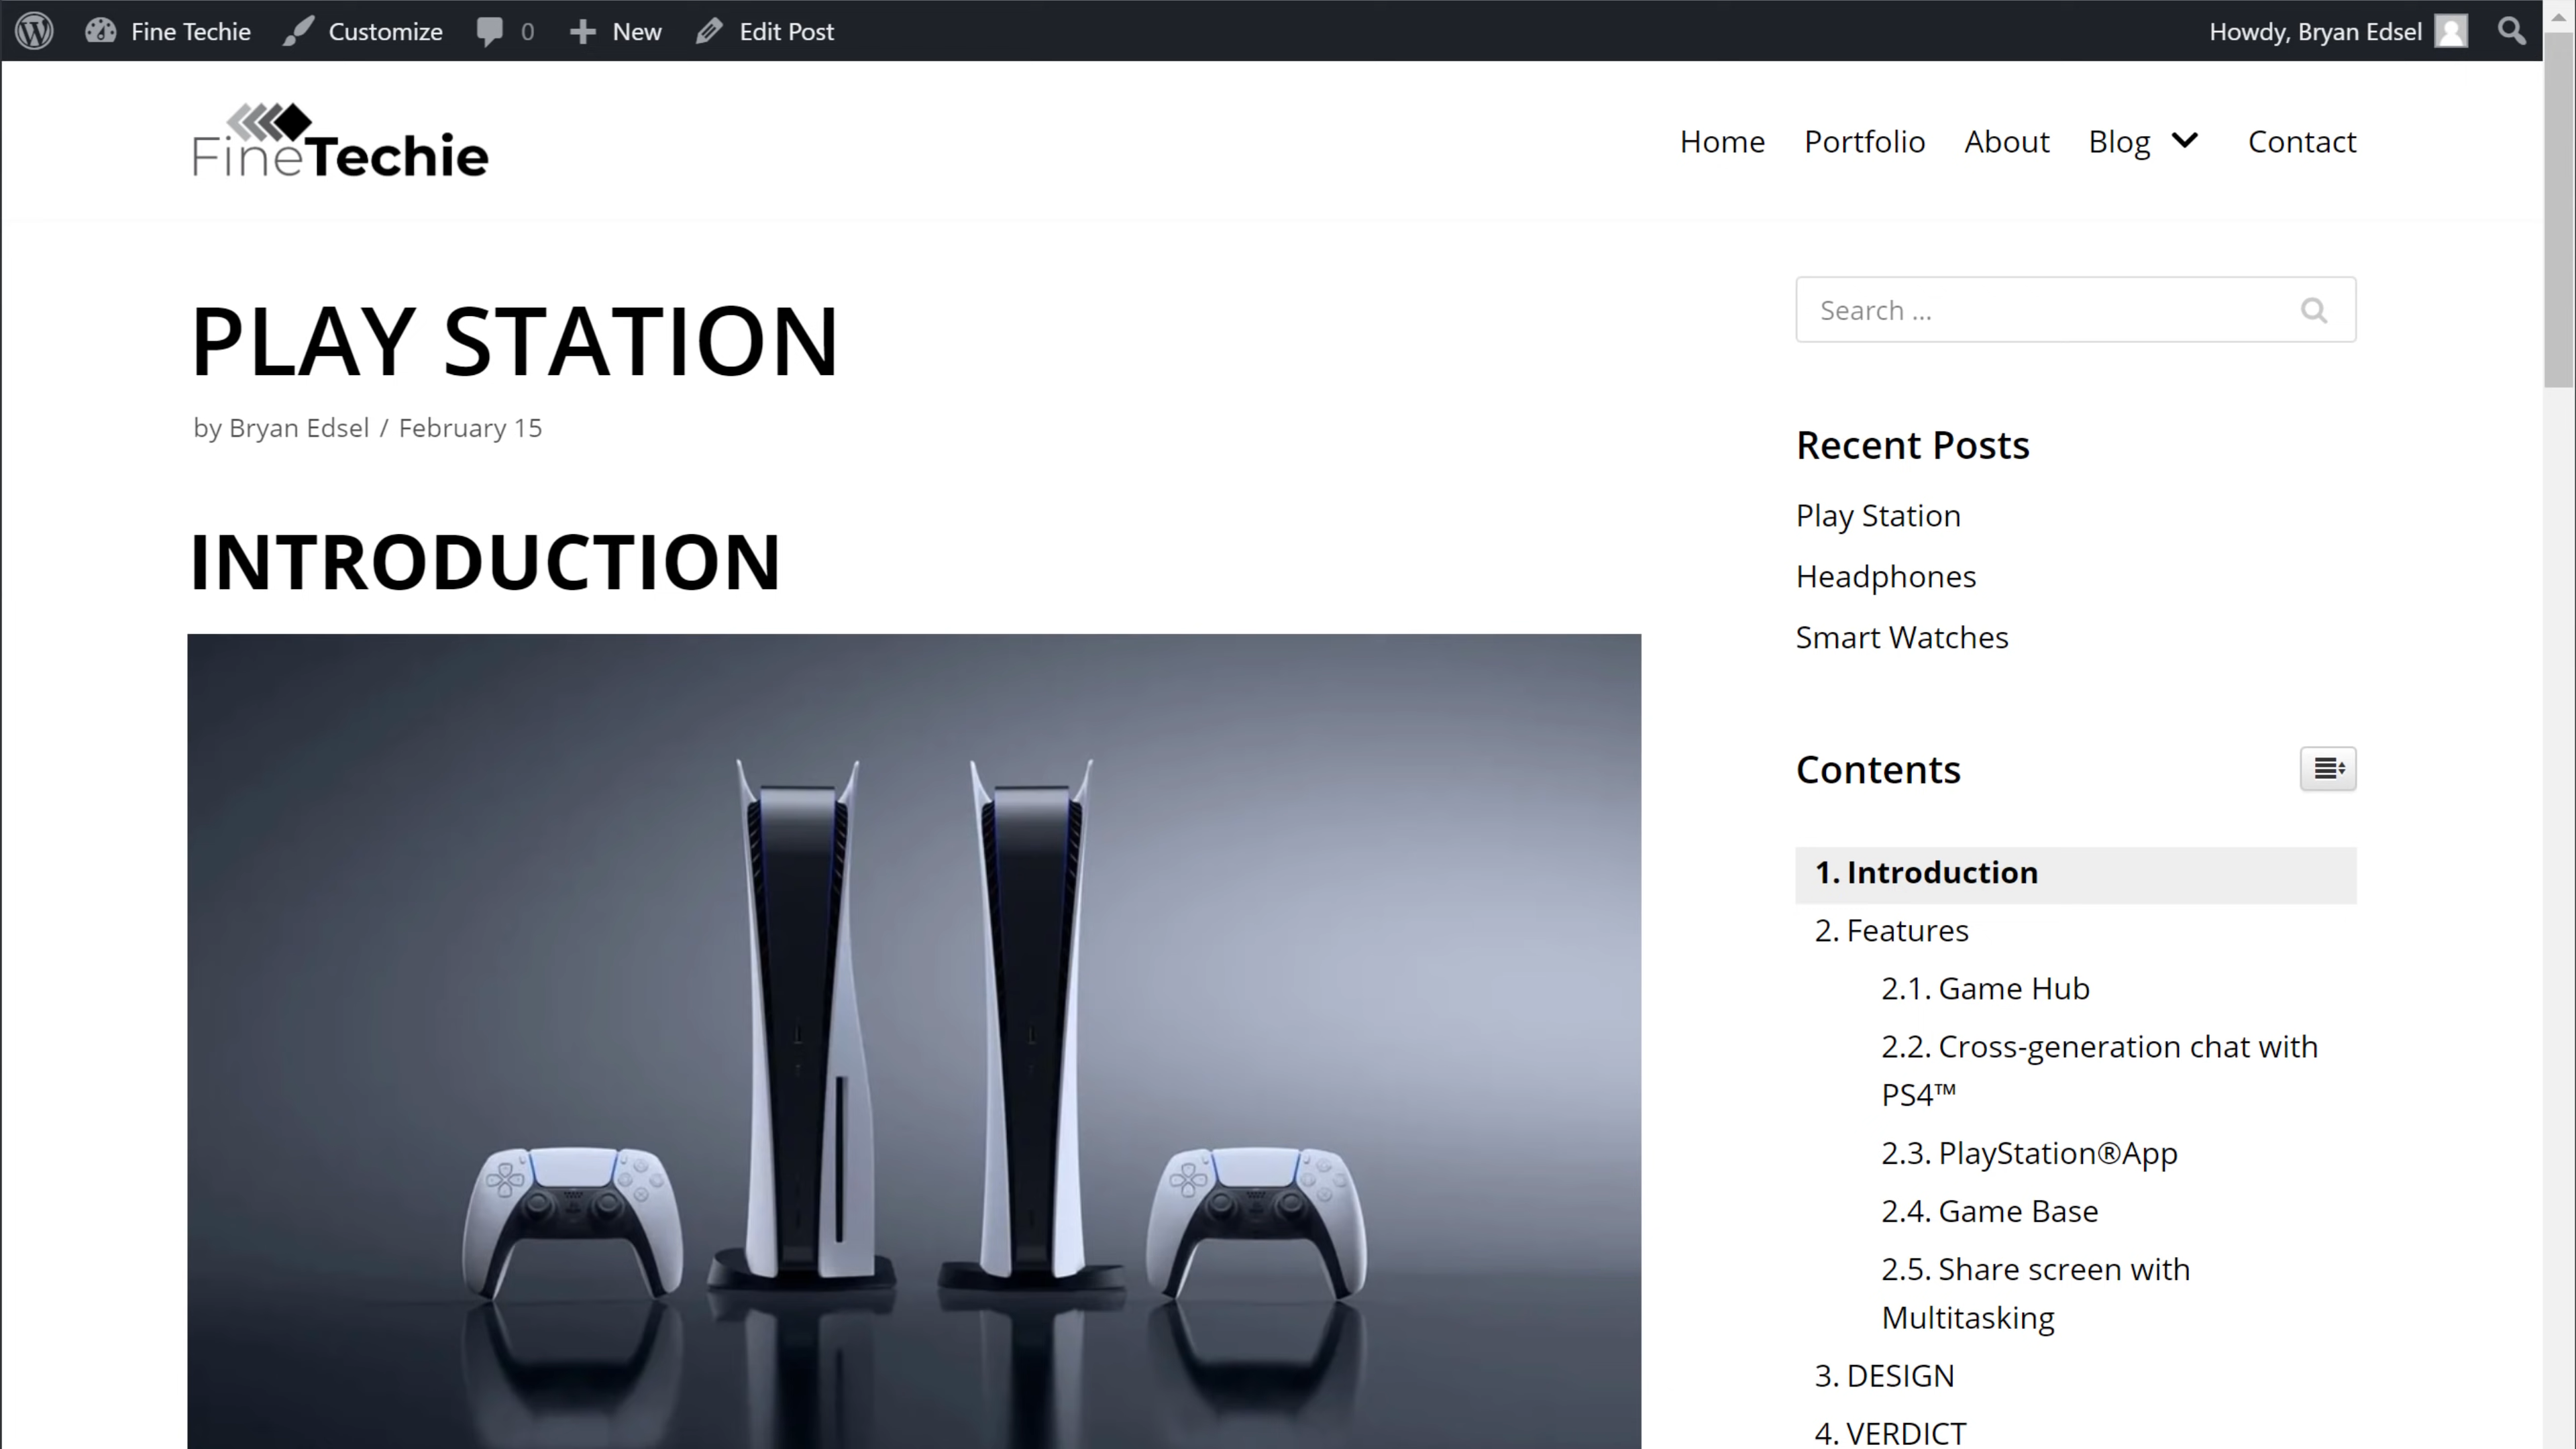 Fine Techie Customize 0 New Edit Post Howdy, Bryan Edsel
FineTechie
Home Portfolio About Blog Contact
PLAY STATION
by Bryan Edsel / February 15
INTRODUCTION
Search ...
Recent Posts
Play Station
Headphones
Smart Watches
Contents
1. Introduction
2. Features
2.1. Game Hub
2.2. Cross-generation chat with
PS4™
2.3. PlayStation®App
2.4. Game Base
2.5. Share screen with
Multitasking
3. DESIGN
4. VERDICT